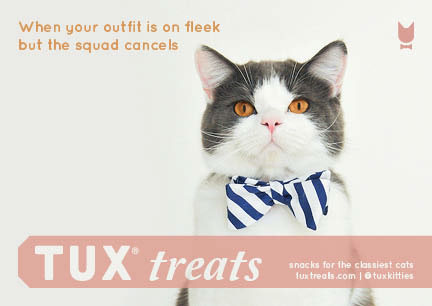 When your outfit is on fleek
but the squad cancels
TUX® treats
snacks for the classiest cats
tuxtreals.com | @tuxkitties